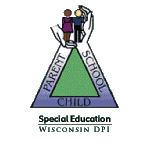 PARENT
SCHOOL
CHILD
Special Education
WISCONSIN DPI